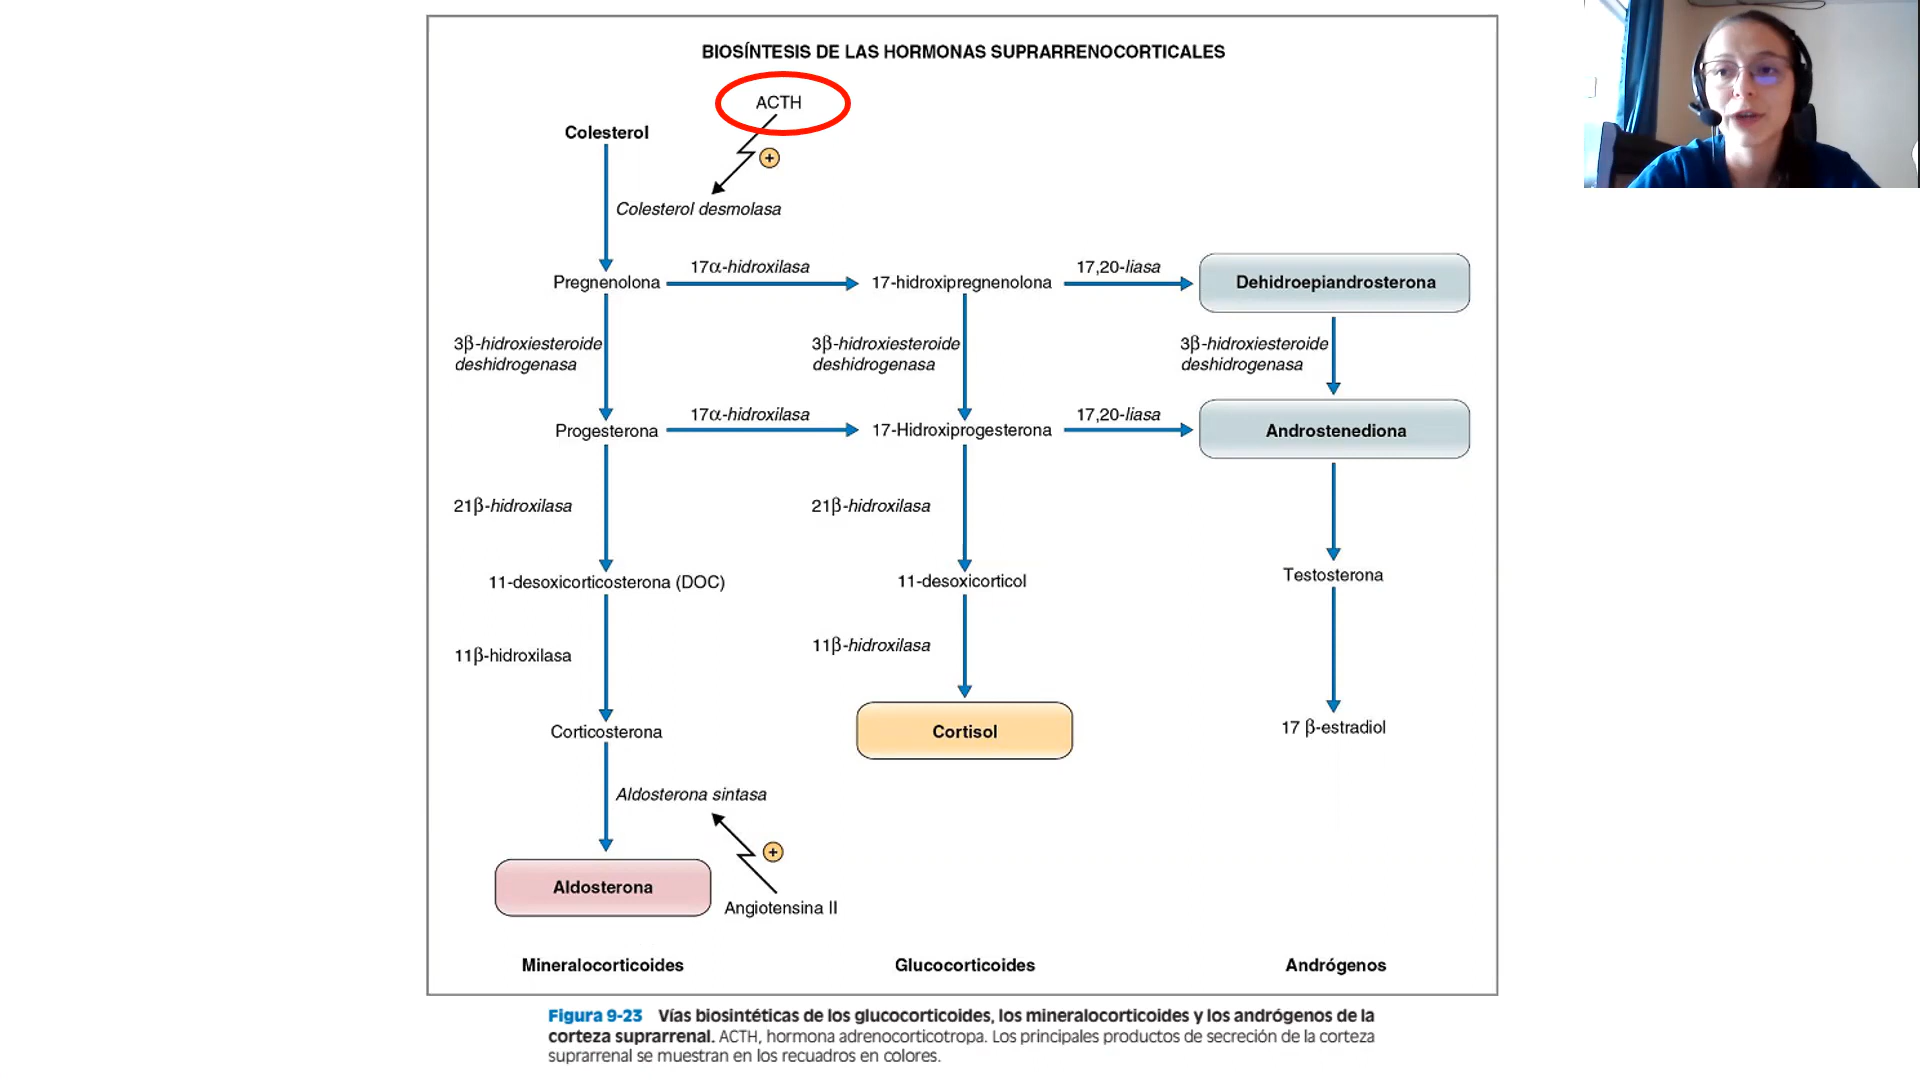 BIOSÍNTESIS DE LAS HORMONAS SUPRARRENOCORTICALES
ACTH
Colesterol
+
Colesterol desmolasa
17α-hidroxilasa
17,20-liasa
Pregnenolona
17-hidroxipregnenolona
Dehidroepiandrosterona
3β-hidroxiesteroide
deshidrogenasa
3β-hidroxiesteroide
deshidrogenasa
3β-hidroxiesteroide
deshidrogenasa
17α-hidroxilasa
17,20-liasa
Progesterona
17-Hidroxiprogesterona
Androstenediona
21β-hidroxilasa
21β-hidroxilasa
11-desoxicorticosterona (DOC)
11-desoxicorticol
Testosterona
11β-hidroxilasa
11β-hidroxilasa
Corticosterona
Cortisol
17 β-estradiol
Aldosterona sintasa
+
Aldosterona
Angiotensina II
Mineralocorticoides
Glucocorticoides
Andrógenos
Figura 9-23 Vías biosintéticas de los glucocorticoides, los mineralocorticoides y los andrógenos de la
corteza suprarrenal. ACTH, hormona adrenocorticotropa. Los principales productos de secreción de la corteza
suprarrenal se muestran en los recuadros en colores.